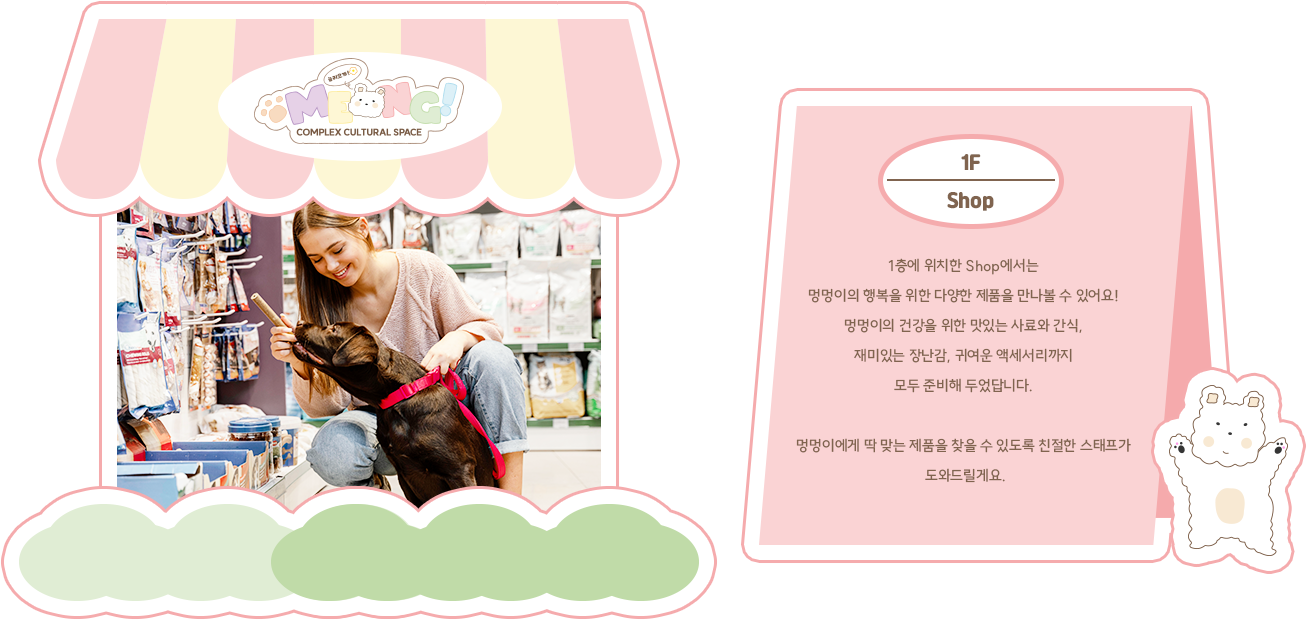 놀러오개!
MEONG!
COMPLEX CULTURAL SPACE
1F
Shop
1층에 위치한 Shop에서는
멍멍이의 행복을 위한 다양한 제품을 만나볼 수 있어요!
멍멍이의 건강을 위한 맛있는 사료와 간식,
재미있는 장난감, 귀여운 액세서리까지
모두 준비해 두었답니다.
멍멍이에게 딱 맞는 제품을 찾을 수 있도록 친절한 스태프가
도와드릴게요.